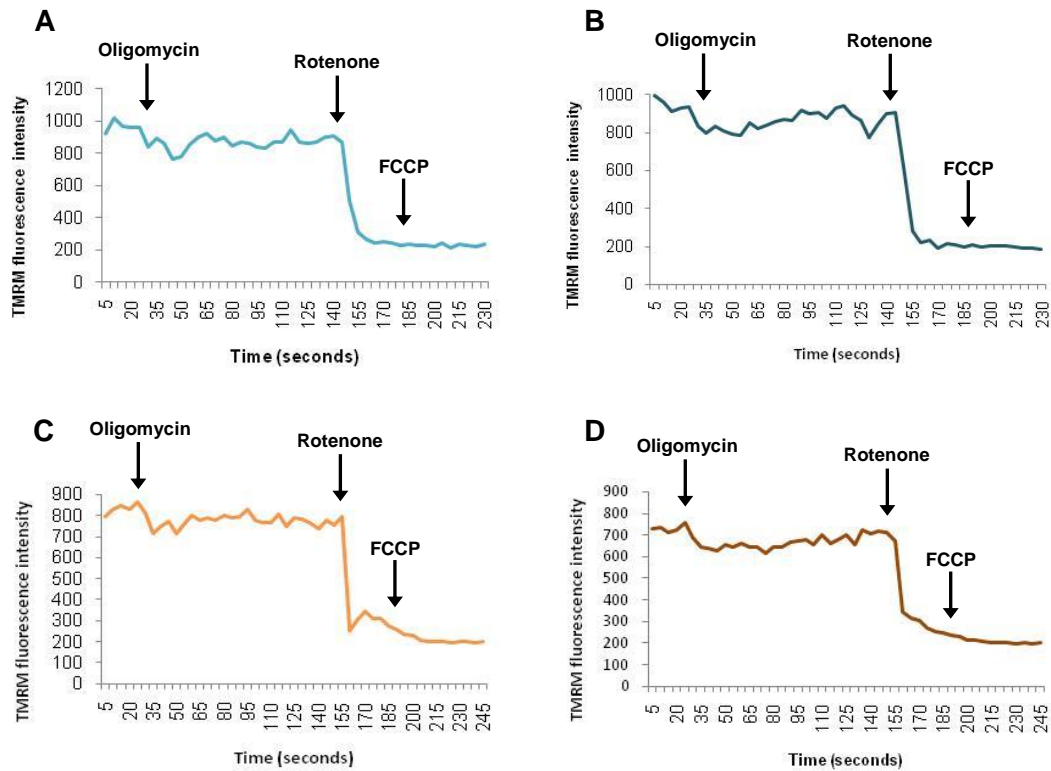 A
Oligomycin
Rotenone
FCCP
TMRM fluorescence intensity
1200
1000
800
600
400
200
0
5 20 35 50 65 80 95 110 125 140 155 170 185 200 215 230
Time (seconds)
B
Oligomycin
Rotenone
FCCP
TMRM fluorescence intensity
1000
800
600
400
200
0
5 20 35 50 65 80 95 110 125 140 155 170 185 200 215 230
Time (seconds)
C
Oligomycin
Rotenone
FCCP
TMRM fluorescence intensity
900
800
700
600
500
400
300
200
100
0
5 20 35 50 65 80 95 110 125 140 155 170 185 200 215 230 245
Time (seconds)
D
Oligomycin
Rotenone
FCCP
TMRM fluorescence intensity
900
800
700
600
500
400
300
200
100
0
5 20 35 50 65 80 95 110 125 140 155 170 185 200 215 230 245
Time (seconds)